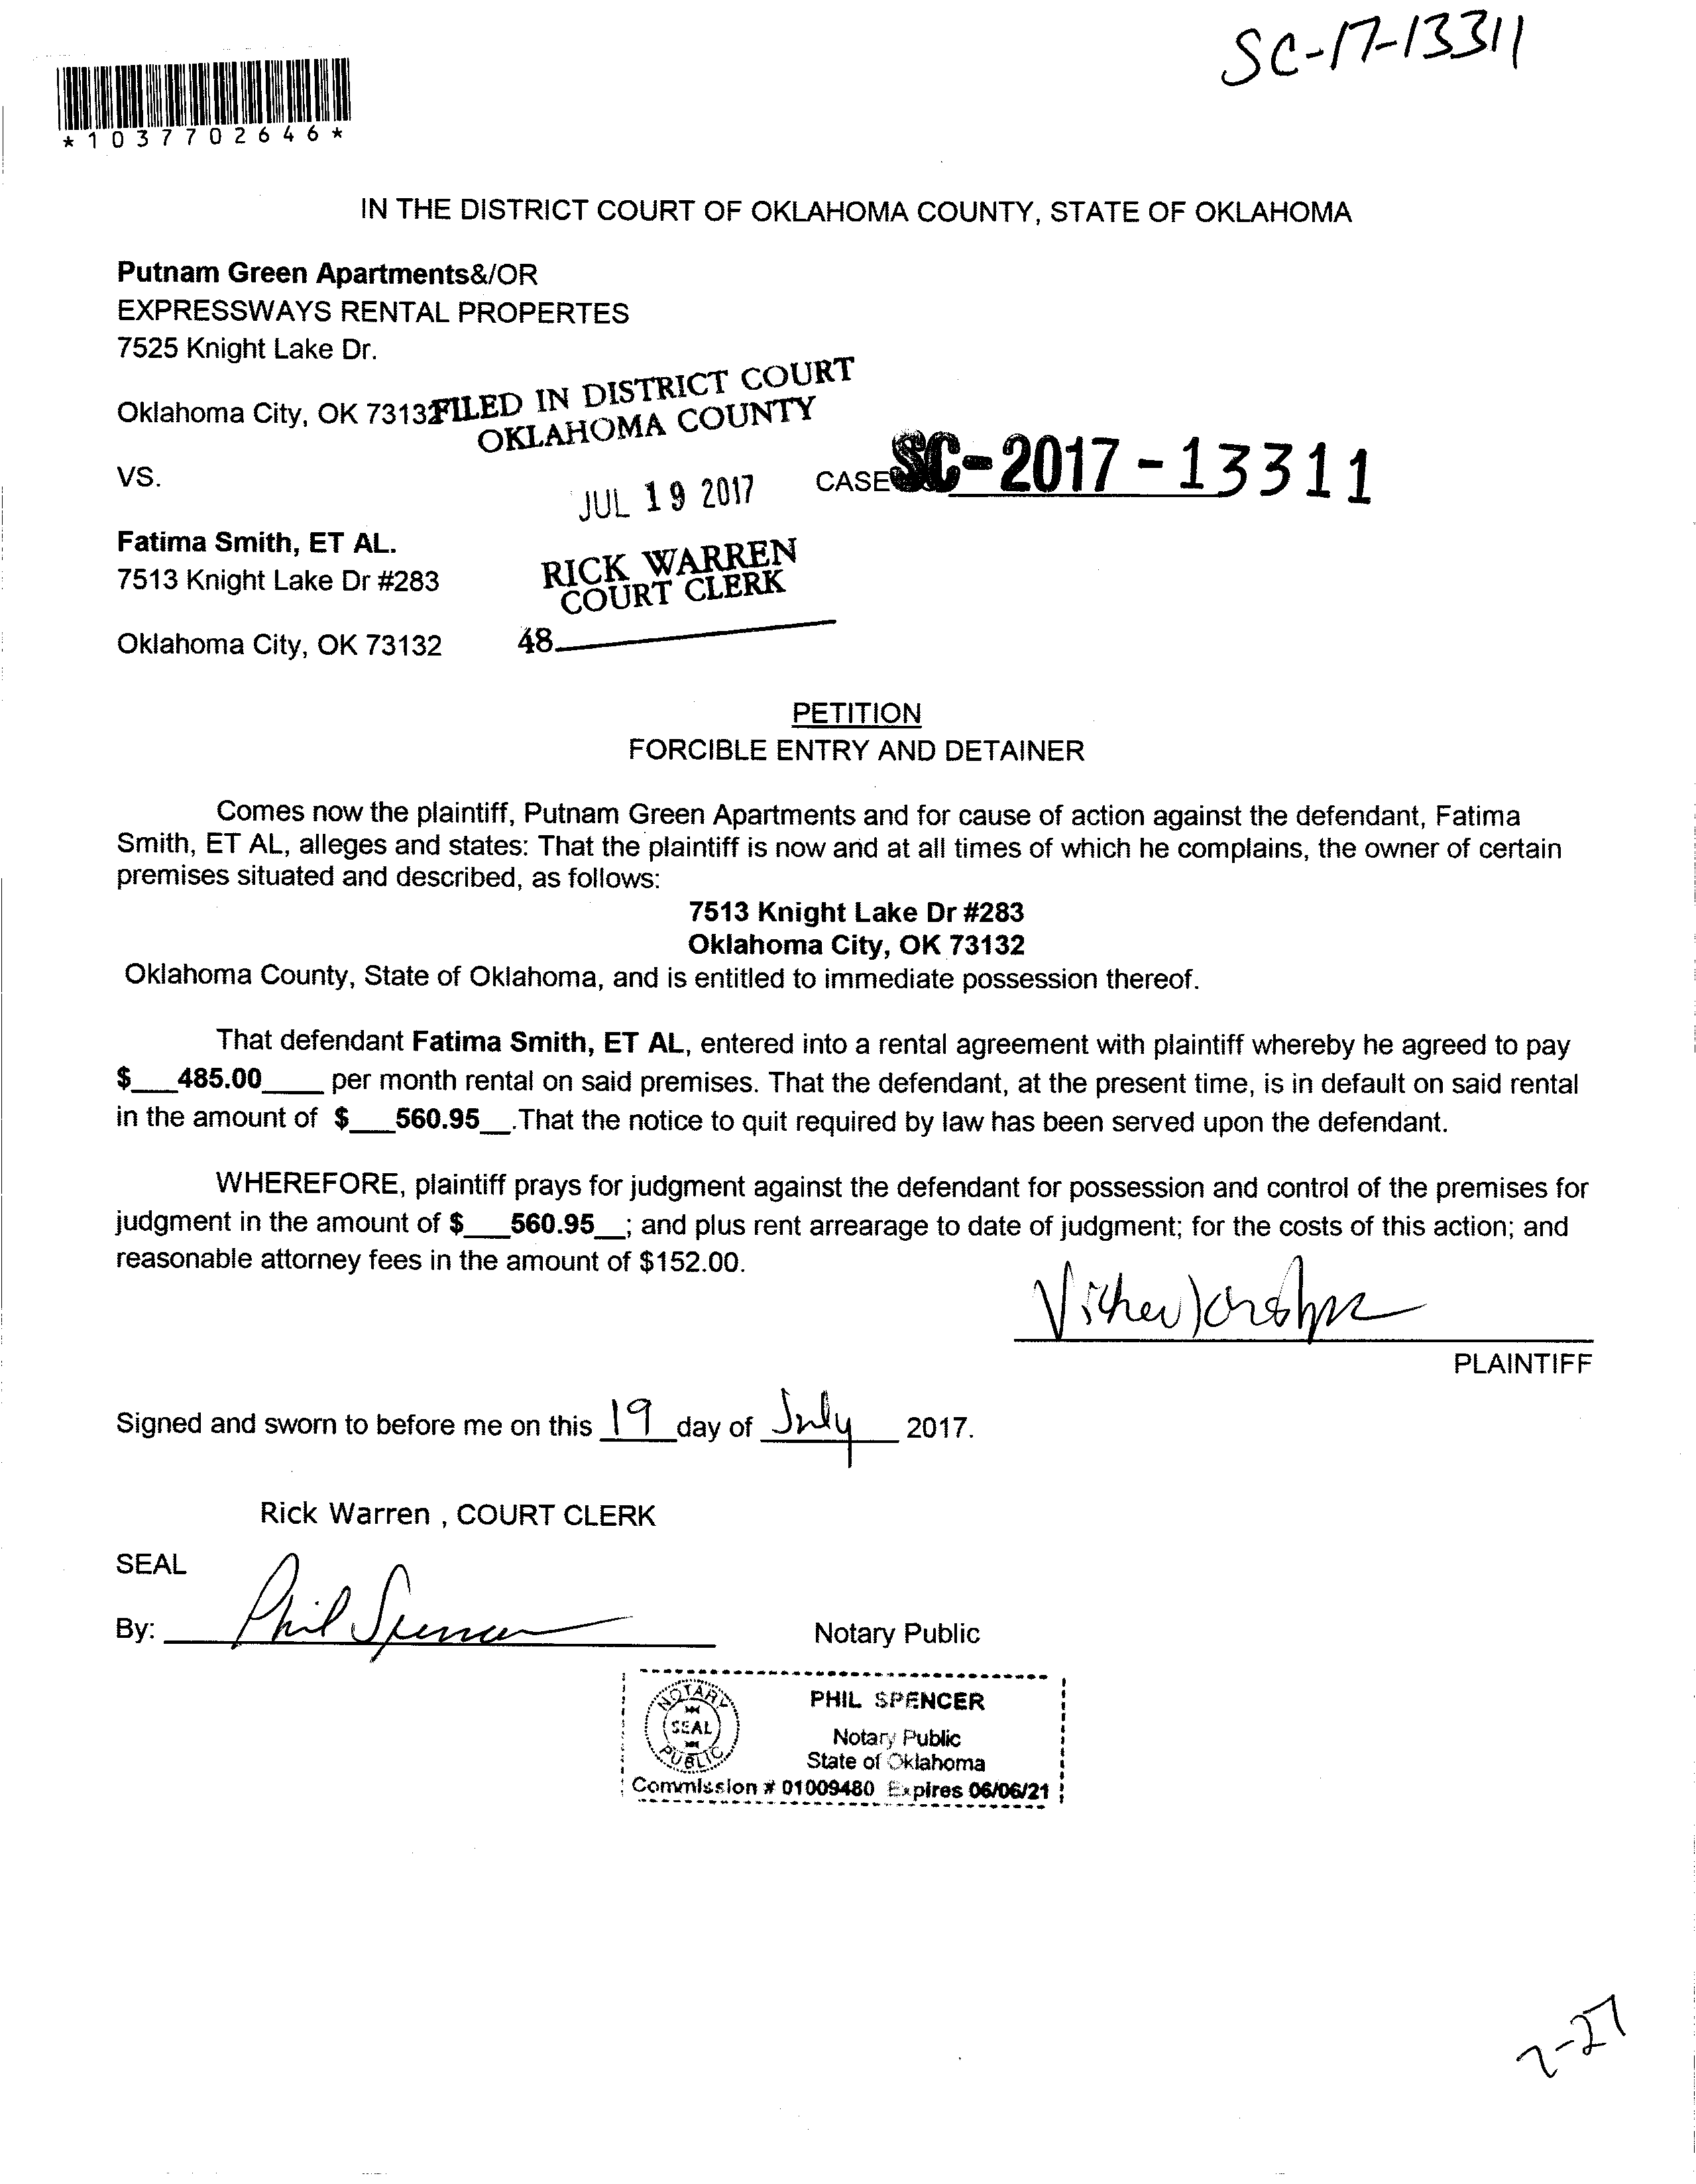 SC-17-13311
*1037702646*
IN THE DISTRICT COURT OF OKLAHOMA COUNTY, STATE OF OKLAHOMA
Putnam Green Apartments&/OR
EXPRESSWAYS RENTAL PROPERTES
7525 Knight Lake Dr.
Oklahoma City, OK 73132
FILED IN DISTRICT COURT
OKLAHOMA COUNTY
VS.
JUL 19 2017
CASE SC-2017-13311
Fatima Smith, ET AL.
7513 Knight Lake Dr #283
RICK WARREN
COURT CLERK
Oklahoma City, OK 73132
48
PETITION
FORCIBLE ENTRY AND DETAINER
Comes now the plaintiff, Putnam Green Apartments and for cause of action against the defendant, Fatima
Smith, ET AL, alleges and states: That the plaintiff is now and at all times of which he complains, the owner of certain
premises situated and described, as follows:
7513 Knight Lake Dr #283
Oklahoma City, OK 73132
Oklahoma County, State of Oklahoma, and is entitled to immediate possession thereof.
That defendant Fatima Smith, ET AL, entered into a rental agreement with plaintiff whereby he agreed to pay
$___485.00____ per month rental on said premises. That the defendant, at the present time, is in default on said rental
in the amount of $___560.95__.That the notice to quit required by law has been served upon the defendant.
WHEREFORE, plaintiff prays for judgment against the defendant for possession and control of the premises for
judgment in the amount of $___560.95__; and plus rent arrearage to date of judgment; for the costs of this action; and
reasonable attorney fees in the amount of $152.00.
PLAINTIFF
Signed and sworn to before me on this 19 day of July 2017.
Rick Warren , COURT CLERK
SEAL
By: Phil Spencer Notary Public
NOTARY
SEAL
PUBLIC
PHIL SPENCER
Notary Public
State of Oklahoma
Commission # 01009480 Expires 06/06/21
7-27